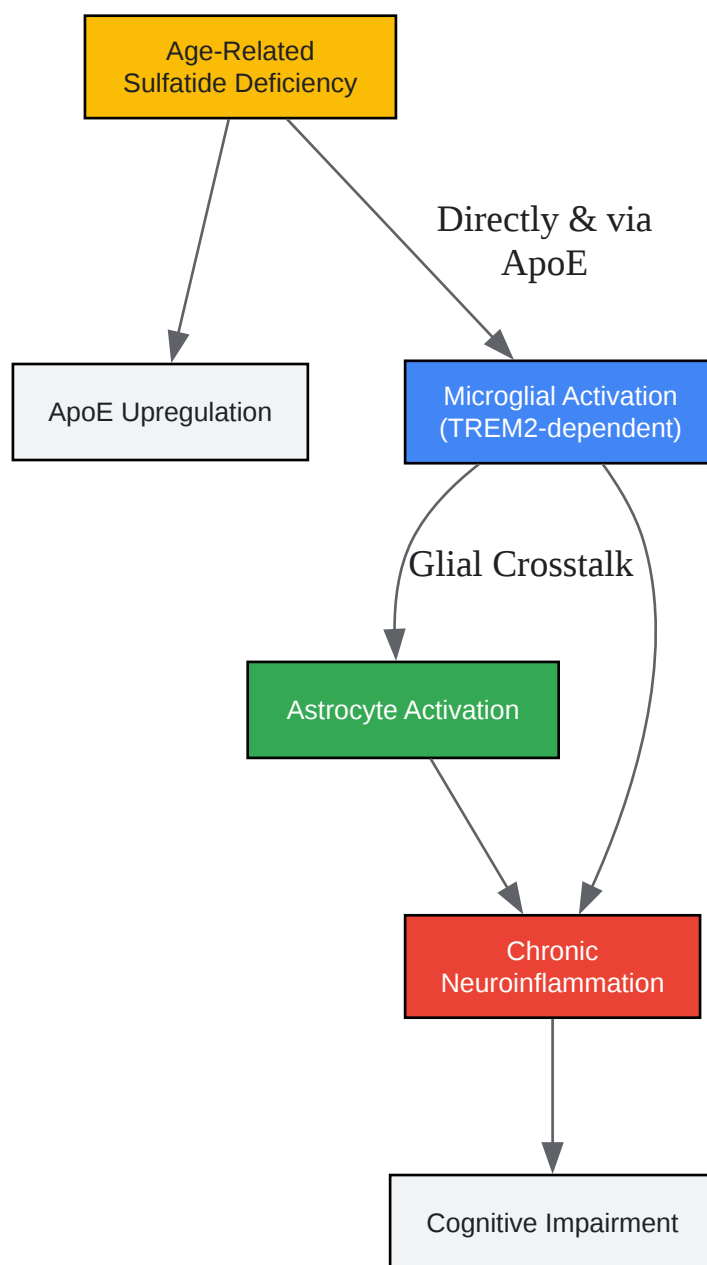 Age-Related
Sulfatide Deficiency
Directly & via
ApoE
ApoE Upregulation
Microglial Activation
(TREM2-dependent)
Glial Crosstalk
Astrocyte Activation
Chronic
Neuroinflammation
Cognitive Impairment